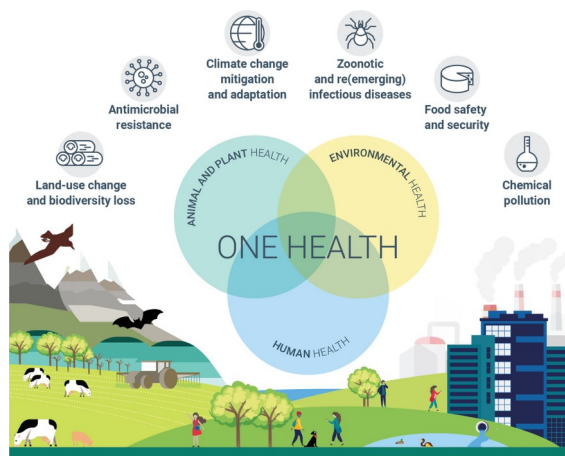 Climate change
mitigation
and adaptation
Zoonotic
and re(emerging)
infectious diseases
Antimicrobial
resistance
Food safety
and security
Land-use change
and biodiversity loss
Chemical
pollution
ANIMAL AND PLANT HEALTH
ENVIRONMENTAL HEALTH
ONE HEALTH
HUMAN HEALTH